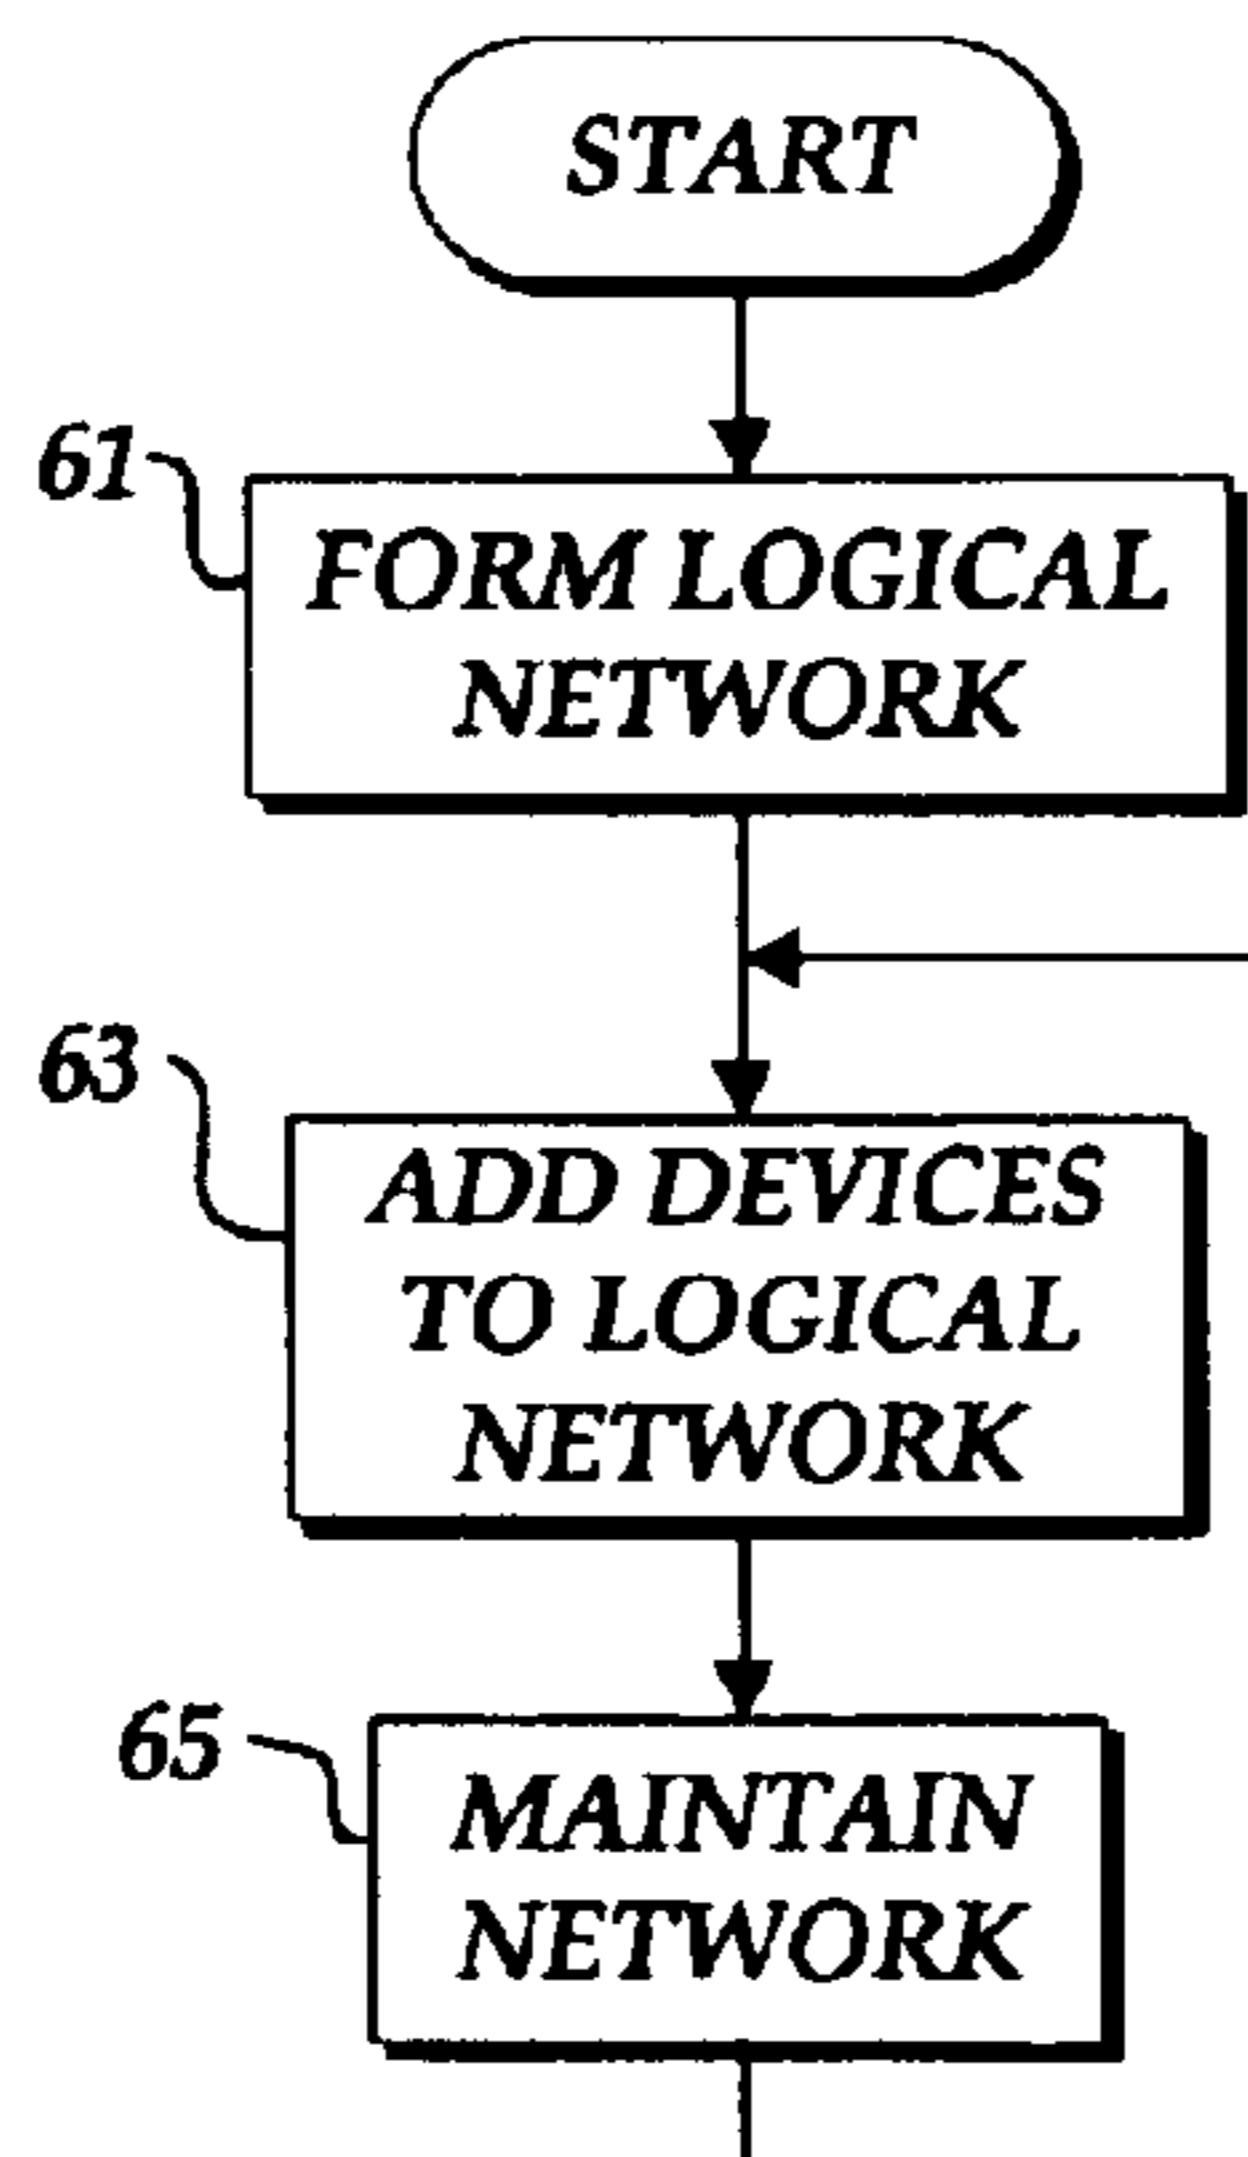 START
61
FORM LOGICAL
NETWORK
63
ADD DEVICES
TO LOGICAL
NETWORK
65
MAINTAIN
NETWORK